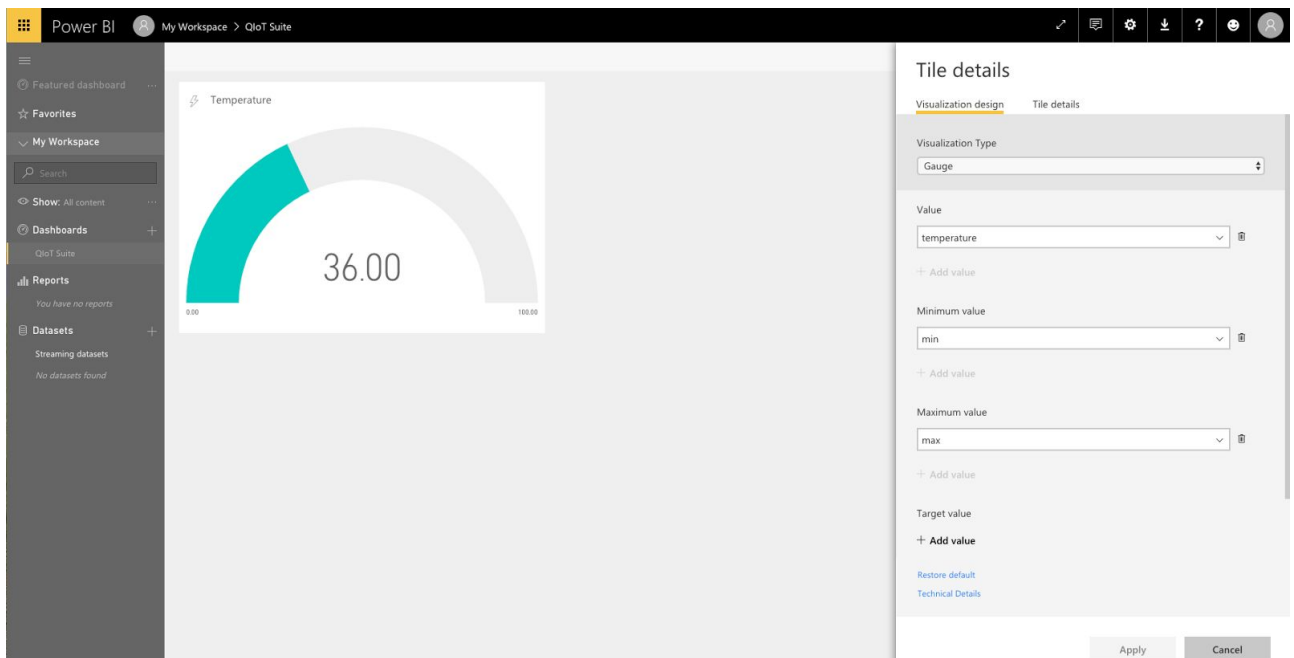 Power BI My Workspace > QIoT Suite ?
Featured dashboard ...
Favorites
My Workspace
Search
Show: All content ...
Dashboards +
QIoT Suite
Reports
You have no reports
Datasets +
Streaming datasets
No datasets found
Temperature
36.00
0.00 100.00
Tile details
Visualization design Tile details
Visualization Type
Gauge
Value
temperature
+ Add value
Minimum value
min
+ Add value
Maximum value
max
+ Add value
Target value
+ Add value
Restore default
Technical Details
Apply Cancel